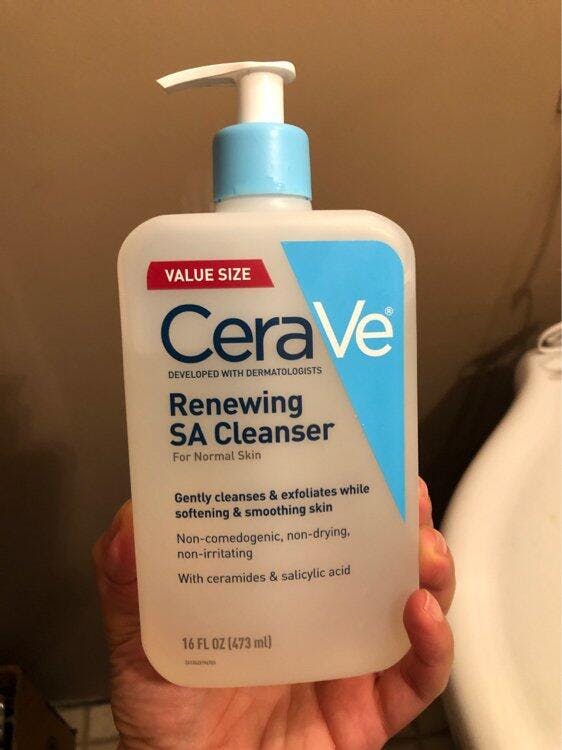 VALUE SIZE
CeraVe®
DEVELOPED WITH DERMATOLOGISTS
Renewing
SA Cleanser
For Normal Skin
Gently cleanses & exfoliates while
softening & smoothing skin
Non-comedogenic, non-drying,
non-irritating
With ceramides & salicylic acid
16 FL OZ (473 ml)